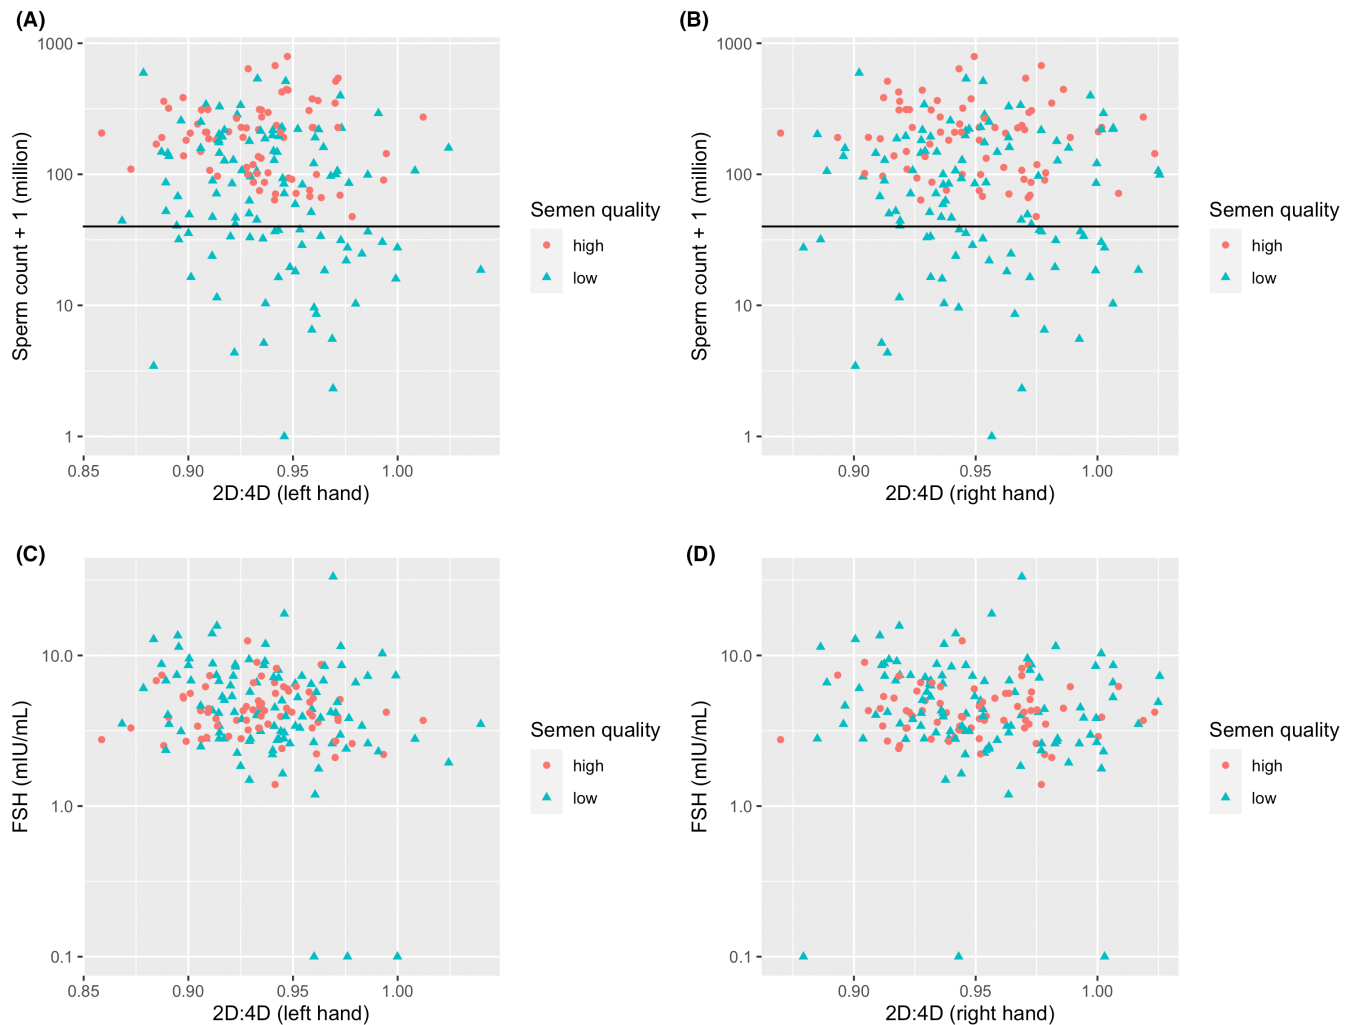 (A)
Sperm count + 1 (million)
1000
100
10
1
0.85 0.90 0.95 1.00
2D:4D (left hand)
Semen quality
high
low
(B)
Sperm count + 1 (million)
1000
100
10
1
0.90 0.95 1.00
2D:4D (right hand)
Semen quality
high
low
(C)
FSH (mIU/mL)
10.0
1.0
0.1
0.85 0.90 0.95 1.00
2D:4D (left hand)
Semen quality
high
low
(D)
FSH (mIU/mL)
10.0
1.0
0.1
0.90 0.95 1.00
2D:4D (right hand)
Semen quality
high
low